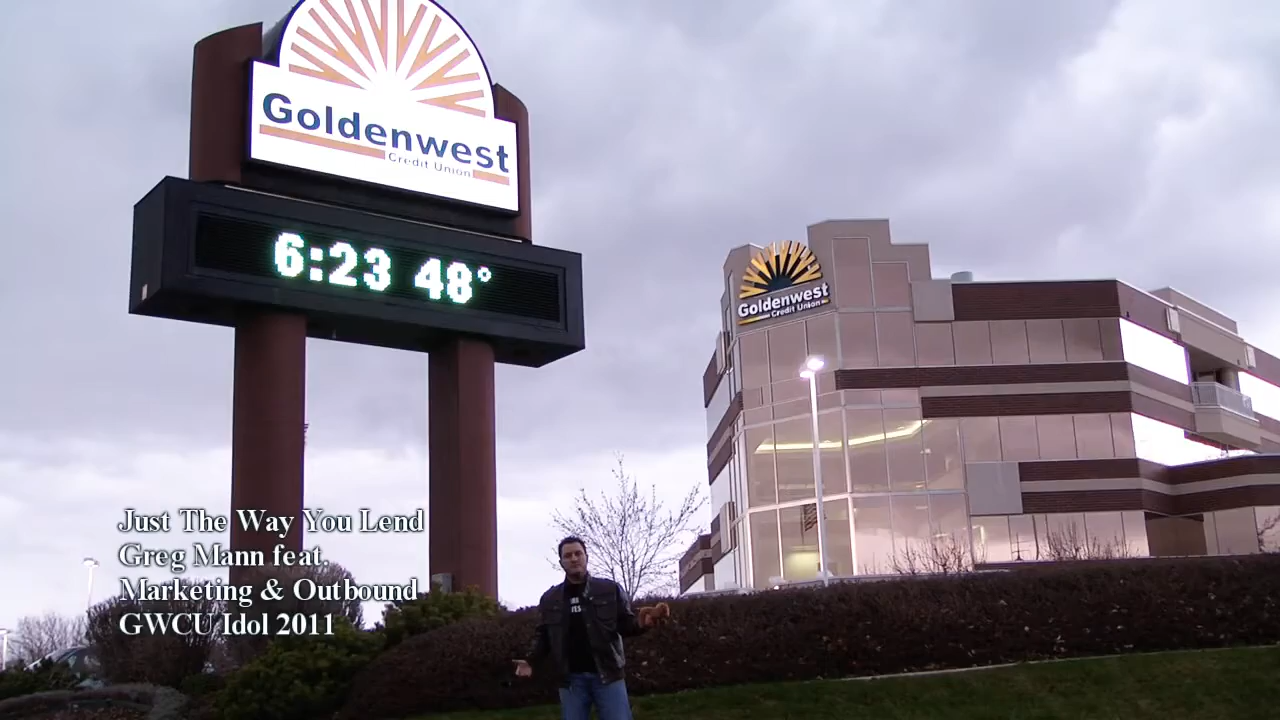 Goldenwest
Credit Union
6:23 48°
Goldenwest
Credit Union
Just The Way You Lend
Greg Mann feat.
Marketing & Outbound
GWCU Idol 2011